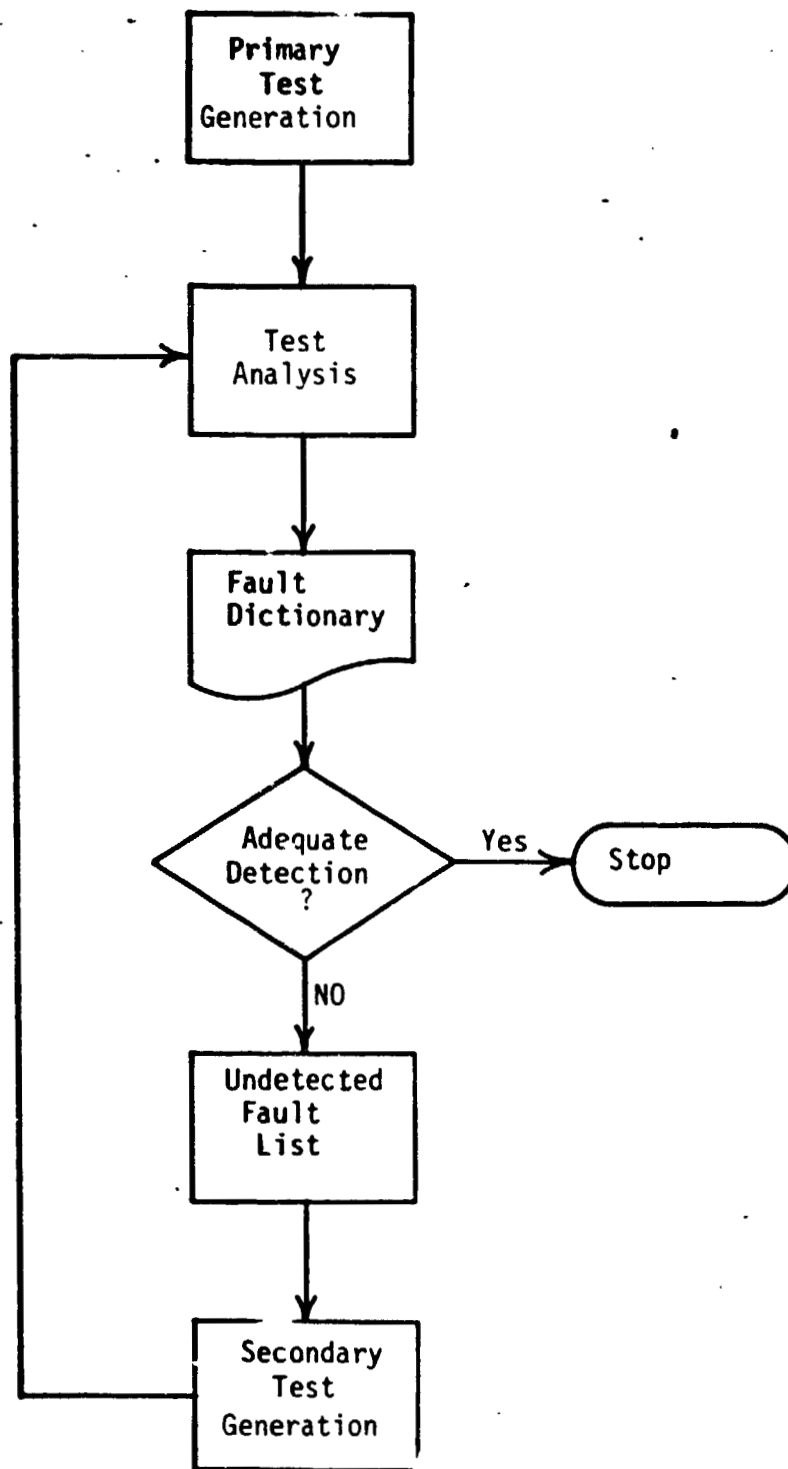 Primary
Test
Generation
Test
Analysis
Fault
Dictionary
Adequate
Detection
?
Yes
Stop
NO
Undetected
Fault
List
Secondary
Test
Generation